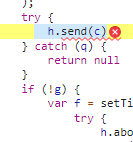 );
try {
h.send(c)
} catch (q) {
return null
}
if (!g) {
var f = setTi
try {
h.abo